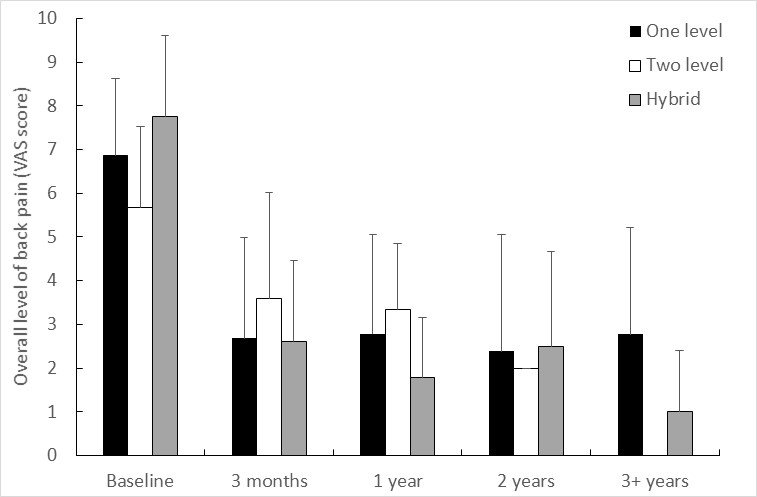 Overall level of back pain (VAS score)
10
9
8
7
6
5
4
3
2
1
0
One level
Two level
Hybrid
Baseline
3 months
1 year
2 years
3+ years